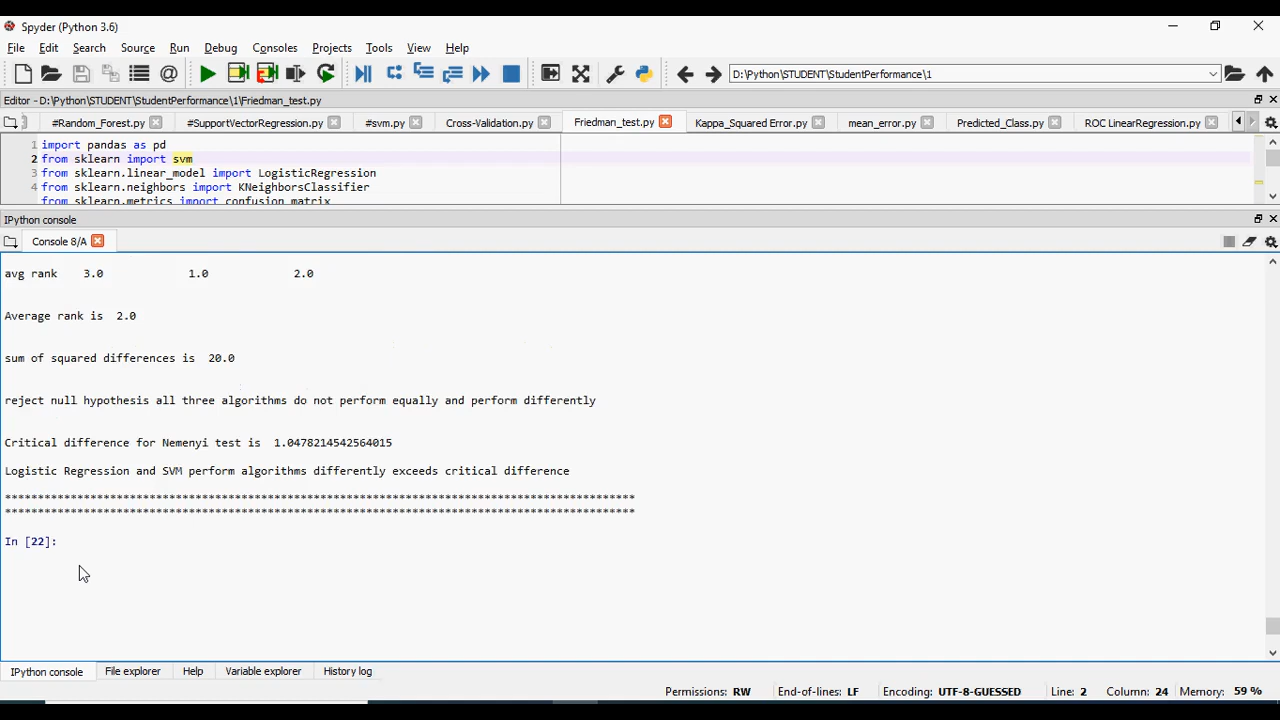 Spyder (Python 3.6)
File Edit Search Source Run Debug Consoles Projects Tools View Help
D:\Python\STUDENT\StudentPerformance\1
Editor - D:\Python\STUDENT\StudentPerformance\1\Friedman_test.py
#Random_Forest.py #SupportVectorRegression.py #svm.py Cross-Validation.py Friedman_test.py Kappa_Squared Error.py mean_error.py Predicted_Class.py ROC LinearRegression.py
1 import pandas as pd
2 from sklearn import svm
3 from sklearn.linear_model import LogisticRegression
4 from sklearn.neighbors import KNeighborsClassifier
from sklearn.metrics import confusion_matrix
IPython console
Console 8/A
avg rank 3.0 1.0 2.0
Average rank is 2.0
sum of squared differences is 20.0
reject null hypothesis all three algorithms do not perform equally and perform differently
Critical difference for Nemenyi test is 1.0478214542564015
Logistic Regression and SVM perform algorithms differently exceeds critical difference
************************************************************************************************
************************************************************************************************
In [22]:
IPython console File explorer Help Variable explorer History log
Permissions: RW End-of-lines: LF Encoding: UTF-8-GUESSED Line: 2 Column: 24 Memory: 59 %